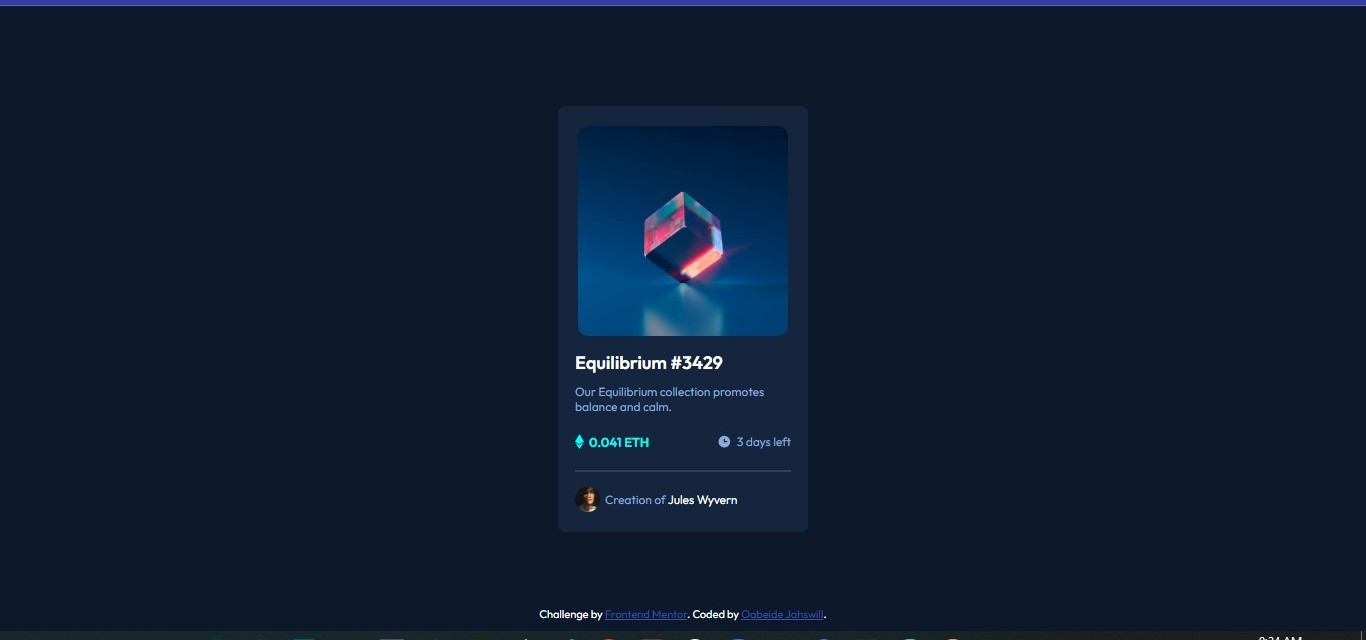 Equilibrium #3429
Our Equilibrium collection promotes
balance and calm.
0.041 ETH
3 days left
Creation of Jules Wyvern
Challenge by Frontend Mentor. Coded by Ogbeide Jahswill.